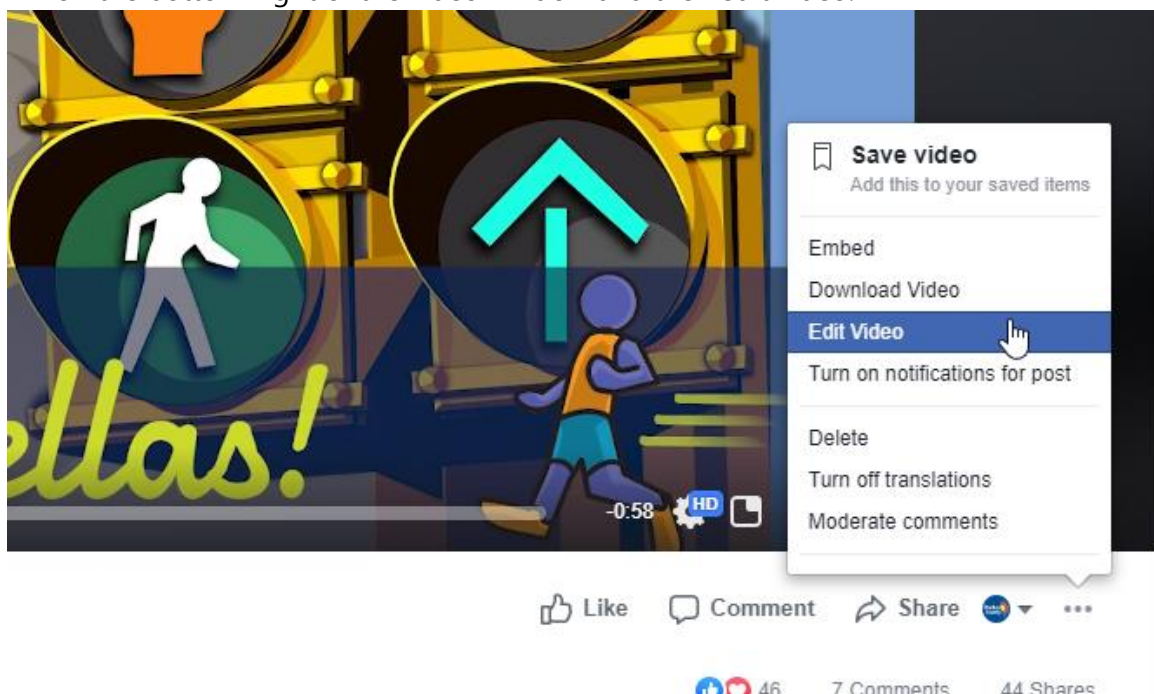 ellas!
-0:58
HD
Save video
Add this to your saved items
Embed
Download Video
Edit Video
Turn on notifications for post
Delete
Turn off translations
Moderate comments
Like Comment Share
46 7 Comments 44 Shares